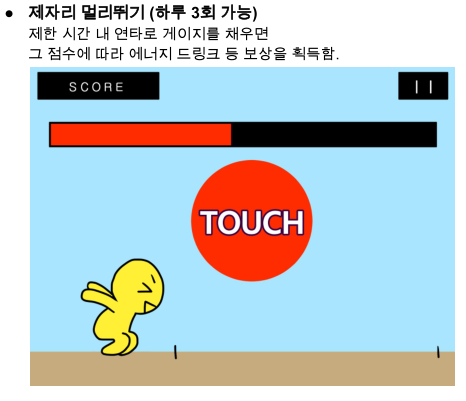 ● 제자리 멀리뛰기 (하루 3회 가능)
제한 시간 내 연타로 게이지를 채우면
그 점수에 따라 에너지 드링크 등 보상을 획득함.
SCORE
TOUCH